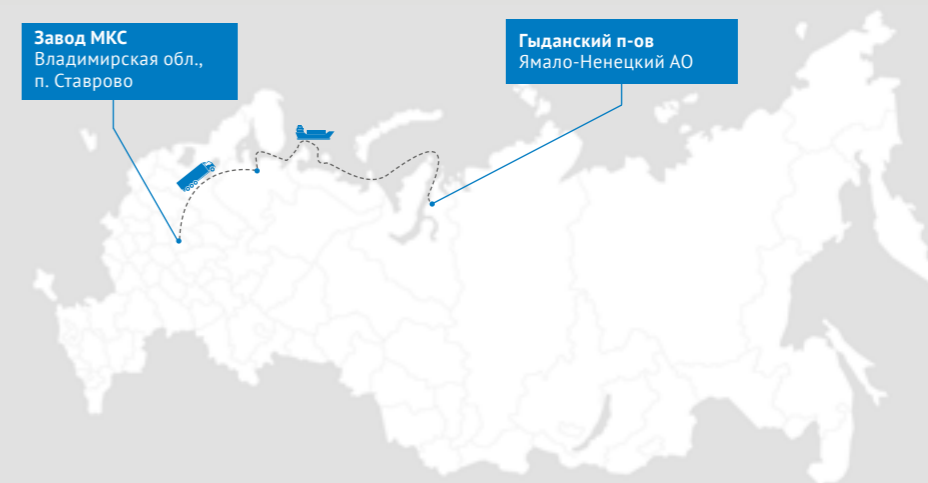 Завод МКС
Владимирская обл.,
п. Ставрово
Гыданский п-ов
Ямало-Ненецкий АО